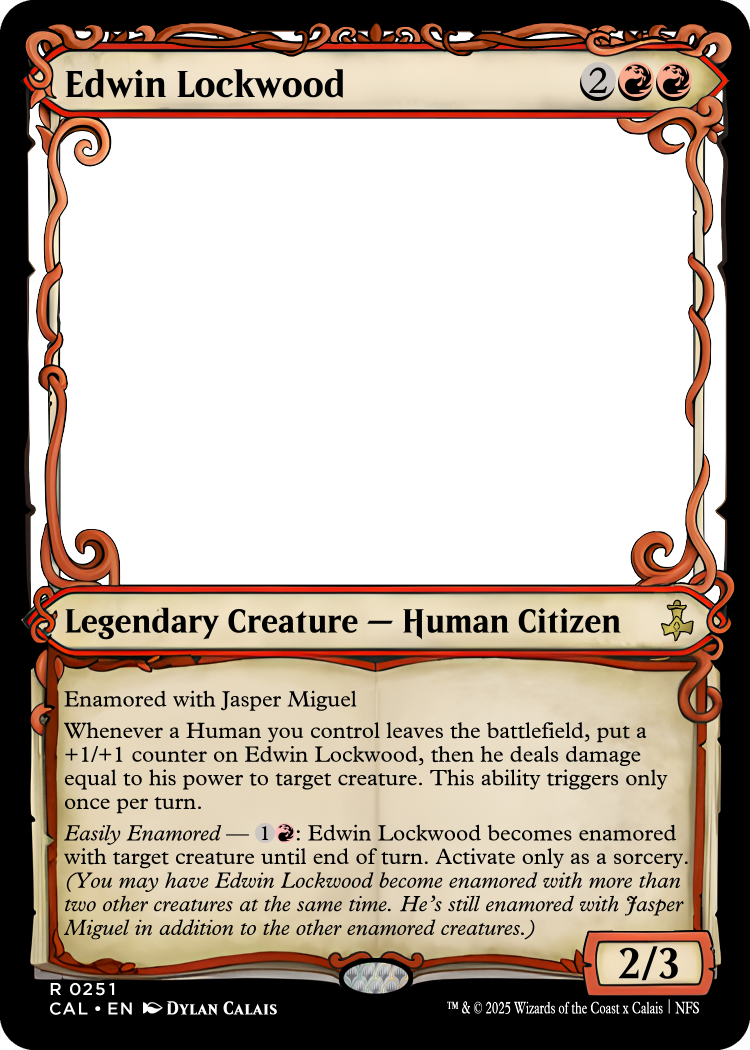 Edwin Lockwood 2
Legendary Creature — Human Citizen
Enamored with Jasper Miguel
Whenever a Human you control leaves the battlefield, put a
+1/+1 counter on Edwin Lockwood, then he deals damage
equal to his power to target creature. This ability triggers only
once per turn.
Easily Enamored — 1: Edwin Lockwood becomes enamored
with target creature until end of turn. Activate only as a sorcery.
(You may have Edwin Lockwood become enamored with more than
two other creatures at the same time. He's still enamored with Jasper
Miguel in addition to the other enamored creatures.)
2/3
R 0251
CAL • EN Dylan Calais
™ & © 2025 Wizards of the Coast x Calais | NFS